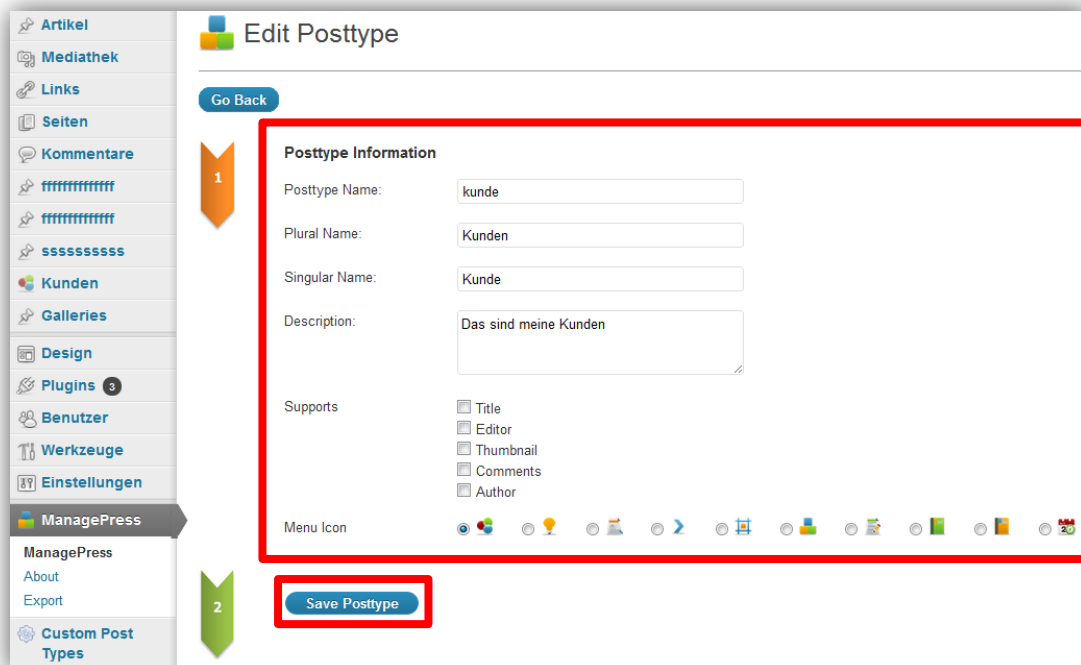 Artikel
Mediathek
Links
Seiten
Kommentare
ffffffffffffff
ffffffffffffff
ssssssssss
Kunden
Galleries
Design
Plugins 3
Benutzer
Werkzeuge
Einstellungen
ManagePress
ManagePress
About
Export
Custom Post
Types
Edit Posttype
Go Back
1
Posttype Information
Posttype Name: kunde
Plural Name: Kunden
Singular Name: Kunde
Description: Das sind meine Kunden
Supports
Title
Editor
Thumbnail
Comments
Author
Menu Icon
20
2
Save Posttype